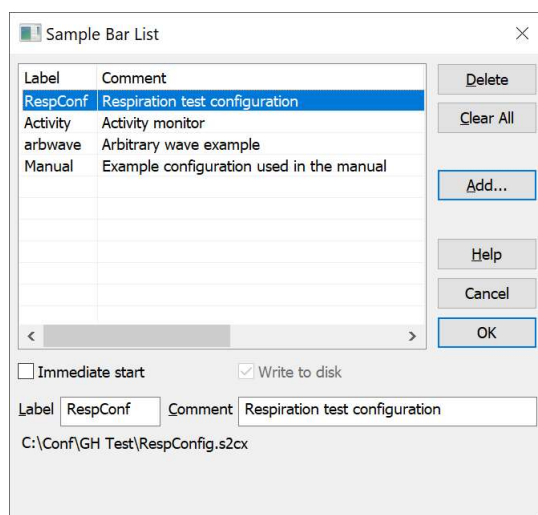 Sample Bar List
Label Comment
RespConf Respiration test configuration
Activity Activity monitor
arbwave Arbitrary wave example
Manual Example configuration used in the manual
Delete
Clear All
Add...
Help
Cancel
OK
Immediate start Write to disk
Label RespConf Comment Respiration test configuration
C:\Conf\GH Test\RespConfig.s2cx